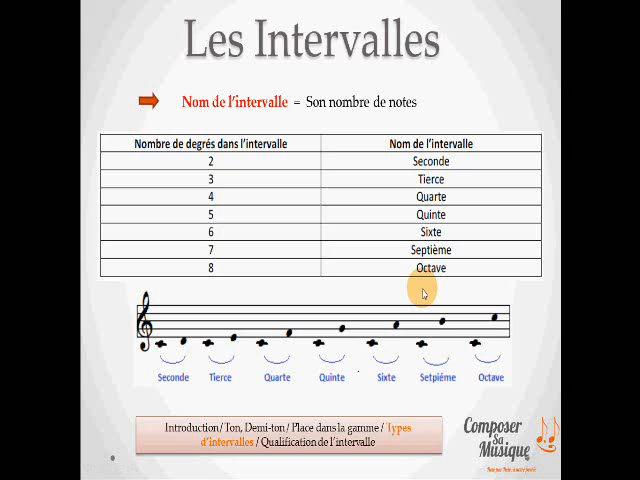 Les Intervalles
Nom de l'intervalle = Son nombre de notes
Nombre de degrés dans l'intervalle Nom de l'intervalle
2 Seconde
3 Tierce
4 Quarte
5 Quinte
6 Sixte
7 Septième
8 Octave
Seconde Tierce Quarte Quinte Sixte Setpiéme Octave
Introduction / Ton, Demi-ton / Place dans la gamme / Types
d'intervalles / Qualification de l'intervalle
Composer
Sa
Musique